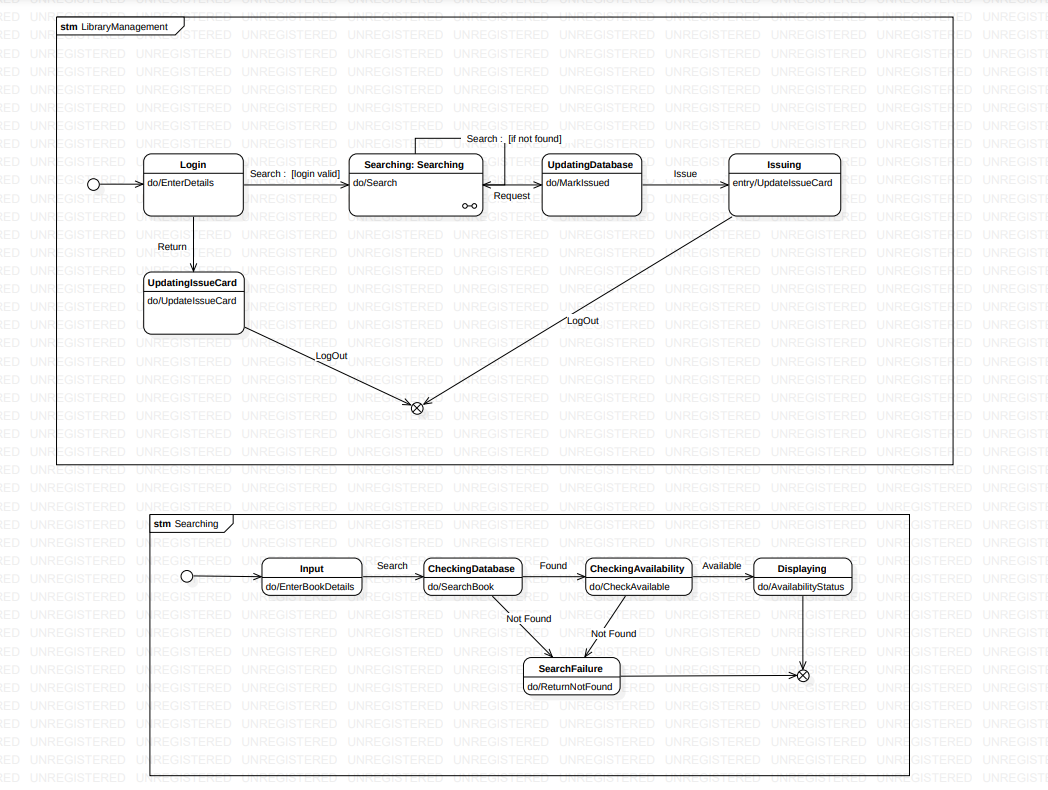 stm LibraryManagement
Search : [if not found]
Login
do/EnterDetails
Search : [login valid]
Searching: Searching
do/Search
Request
UpdatingDatabase
do/MarkIssued
Issue
Issuing
entry/UpdateIssueCard
Return
UpdatingIssueCard
do/UpdateIssueCard
LogOut
LogOut
stm Searching
Input
do/EnterBookDetails
Search
CheckingDatabase
do/SearchBook
Found
CheckingAvailability
do/CheckAvailable
Available
Displaying
do/AvailabilityStatus
Not Found
Not Found
SearchFailure
do/ReturnNotFound
UNREGISTERED